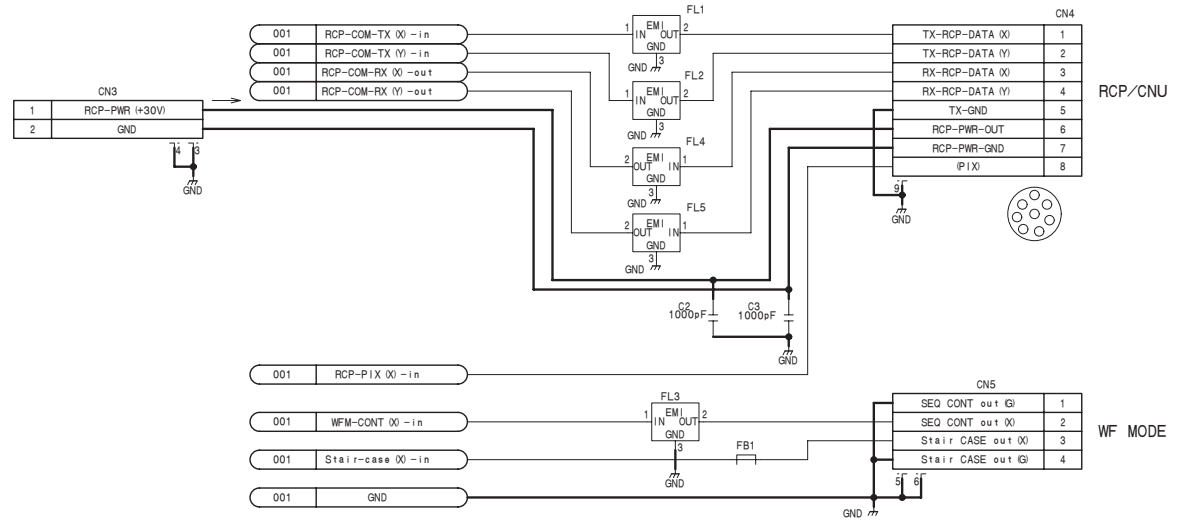 FL1
CN4
001 RCP-COM-TX (X) -in
1 IN EMI OUT 2
GND
3
GND
TX-RCP-DATA (X) 1
001 RCP-COM-TX (Y) -in
TX-RCP-DATA (Y) 2
001 RCP-COM-RX (X) -out
FL2
RX-RCP-DATA (X) 3
001 RCP-COM-RX (Y) -out
1 IN EMI OUT 2
GND
3
GND
RX-RCP-DATA (Y) 4
RCP/CNU
CN3
1 RCP-PWR (+30V)
TX-GND 5
2 GND
RCP-PWR-OUT 6
4 3
GND
FL4
2 OUT EMI IN 1
GND
3
GND
RCP-PWR-GND 7
(PIX) 8
9
GND
FL5
2 OUT EMI IN 1
GND
3
GND
C2
1000pF
C3
1000pF
GND
001 RCP-PIX (X) -in
CN5
FL3
SEQ CONT out (G) 1
001 WFM-CONT (X) -in
1 IN EMI OUT 2
GND
3
GND
SEQ CONT out (X) 2
WF MODE
FB1
Stair CASE out (X) 3
001 Stair-case (X) -in
Stair CASE out (G) 4
5 6
001 GND
GND